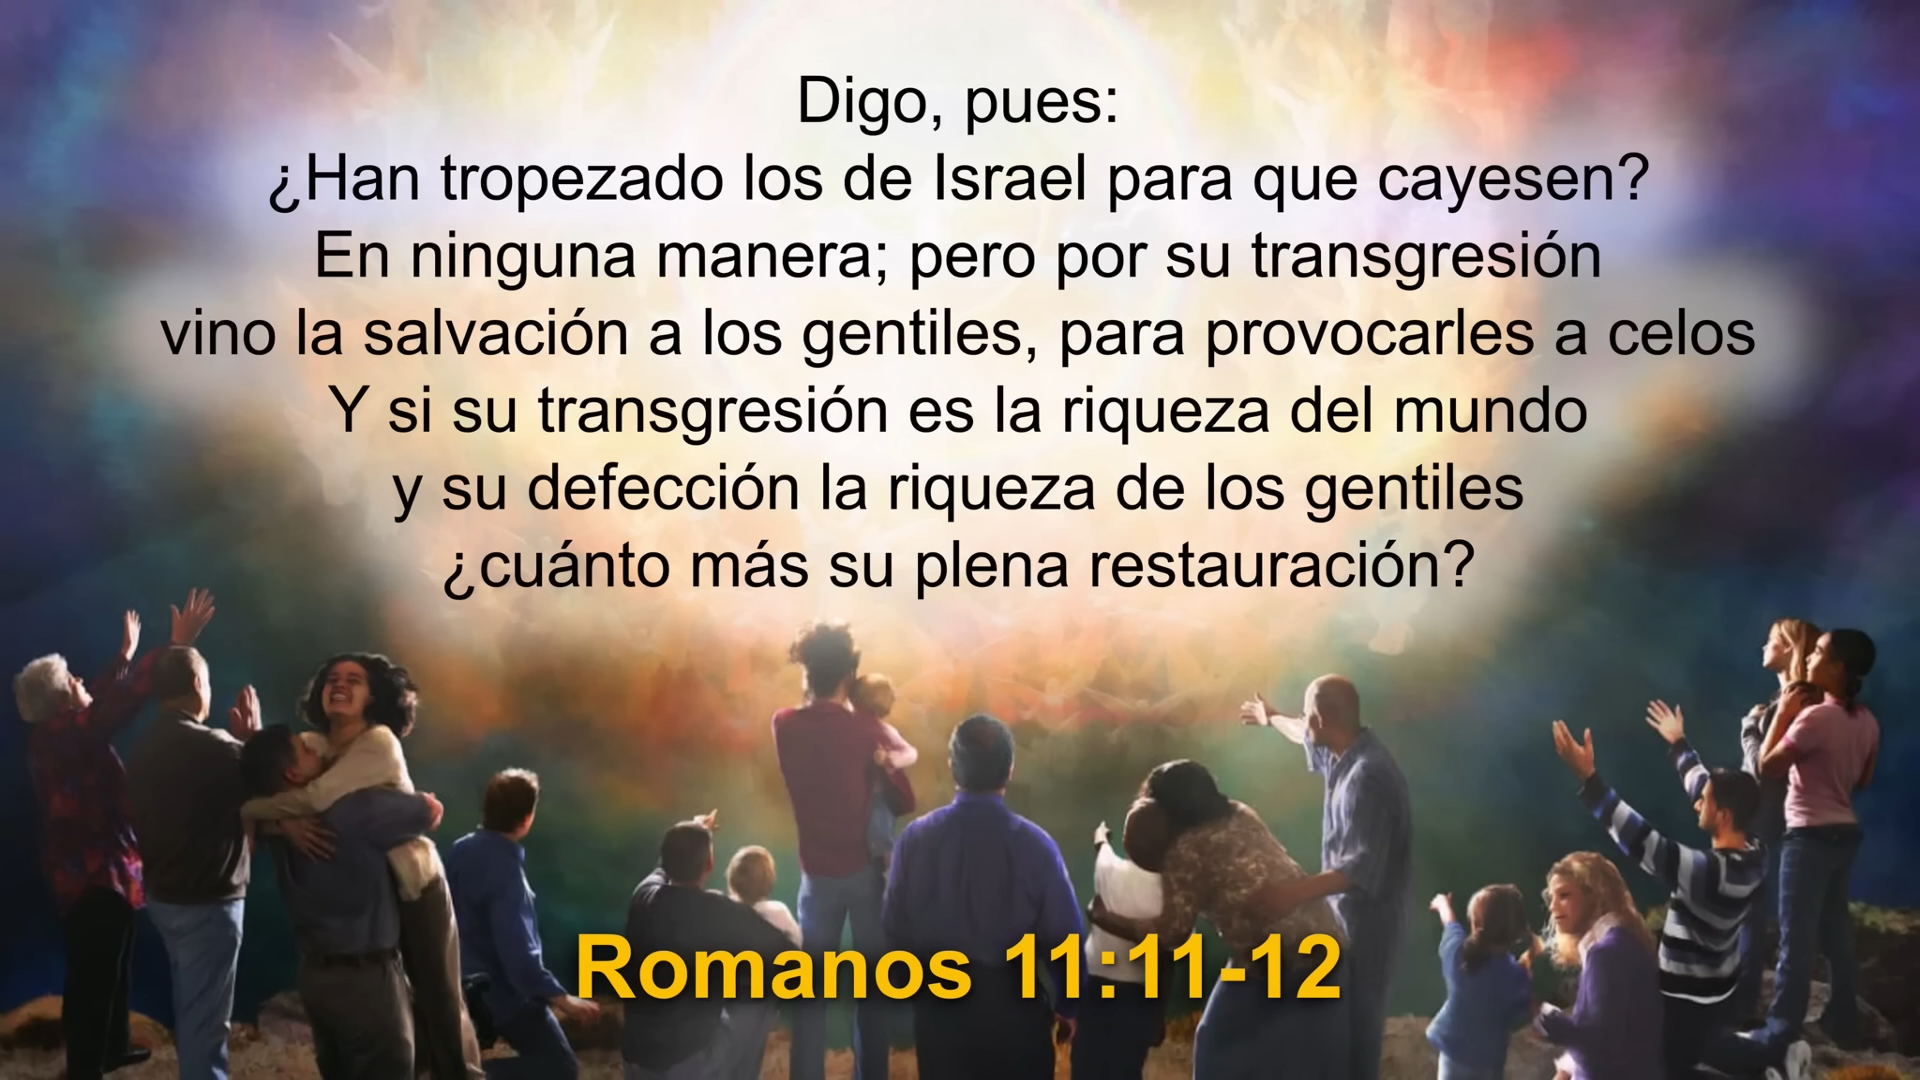 Digo, pues:
¿Han tropezado los de Israel para que cayesen?
En ninguna manera; pero por su transgresión
vino la salvación a los gentiles, para provocarles a celos
Y si su transgresión es la riqueza del mundo
y su defección la riqueza de los gentiles
¿cuánto más su plena restauración?
Romanos 11:11-12